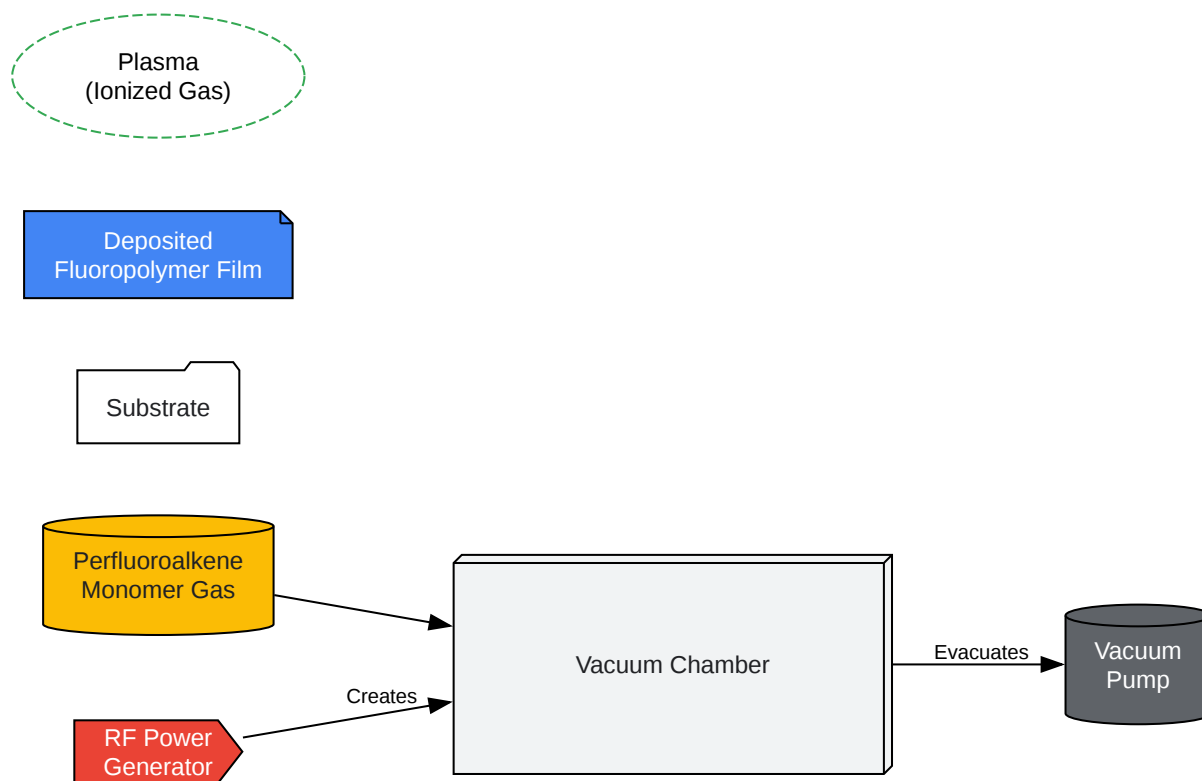 Plasma
(Ionized Gas)
Deposited
Fluoropolymer Film
Substrate
Perfluoroalkene
Monomer Gas
Creates
RF Power
Generator
Vacuum Chamber
Evacuates
Vacuum
Pump